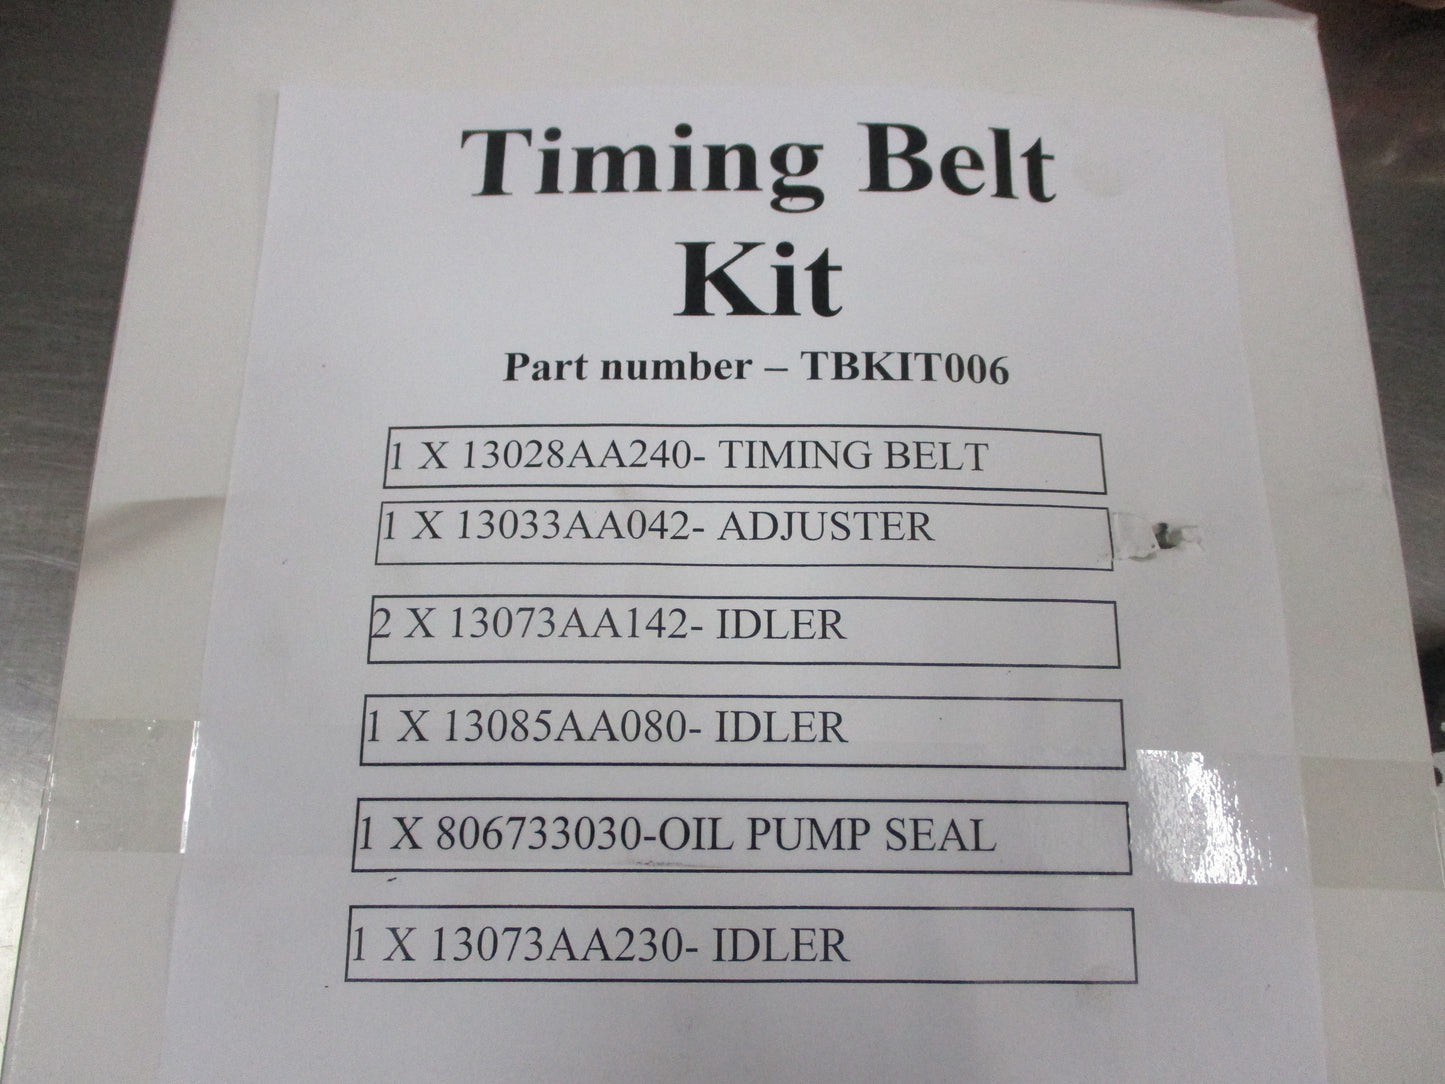 Timing Belt
Kit
Part number – TBKIT006
1 X 13028AA240- TIMING BELT
1 X 13033AA042- ADJUSTER
2 X 13073AA142- IDLER
1 X 13085AA080- IDLER
1 X 806733030-OIL PUMP SEAL
1 X 13073AA230- IDLER